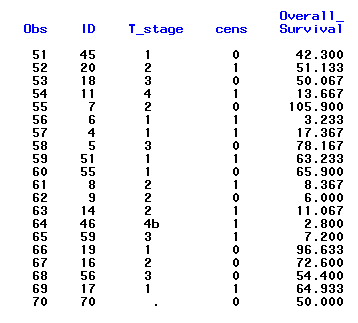 Overall_
Obs ID T_stage cens Survival
51 45 1 0 42.300
52 20 2 1 51.133
53 18 3 0 50.067
54 11 4 1 13.667
55 7 2 0 105.900
56 6 1 1 3.233
57 4 1 1 17.367
58 5 3 0 78.167
59 51 1 1 63.233
60 55 1 0 65.900
61 8 2 1 8.367
62 9 2 0 6.000
63 14 2 1 11.067
64 46 4b 1 2.800
65 59 3 1 7.200
66 19 1 0 96.633
67 16 2 0 72.600
68 56 3 0 54.400
69 17 1 1 64.933
70 70 . 0 50.000